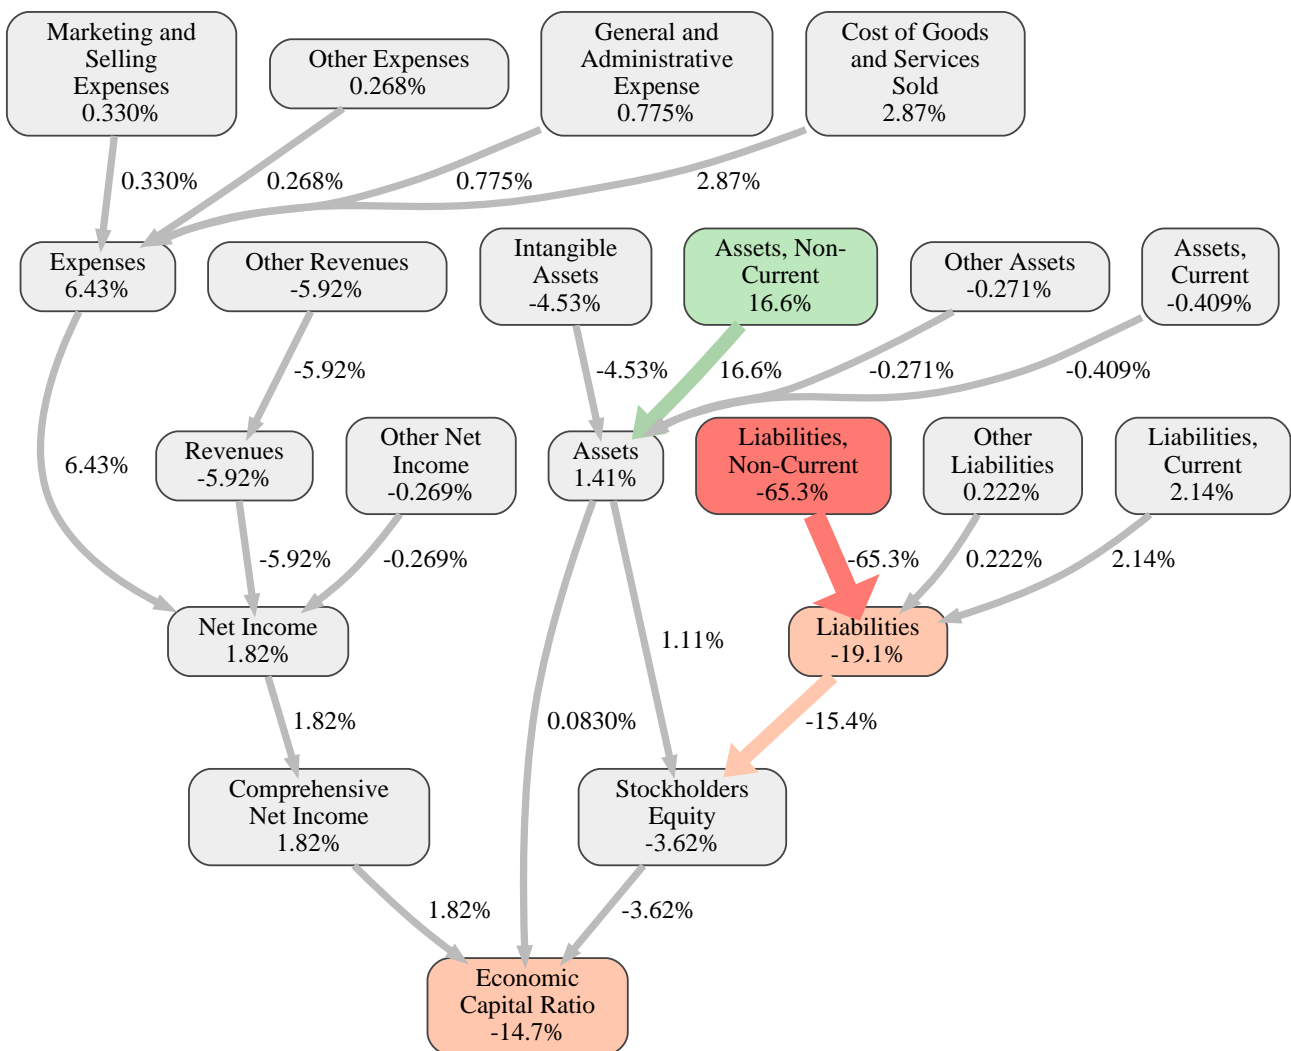 Marketing and
Selling
Expenses
0.330%
Other Expenses
0.268%
General and
Administrative
Expense
0.775%
Cost of Goods
and Services
Sold
2.87%
0.330%
0.268%
0.775%
2.87%
Expenses
6.43%
Other Revenues
-5.92%
Intangible
Assets
-4.53%
Assets, Non-
Current
16.6%
Other Assets
-0.271%
Assets,
Current
-0.409%
-5.92%
-4.53%
16.6%
-0.271%
-0.409%
6.43%
Revenues
-5.92%
Other Net
Income
-0.269%
Assets
1.41%
Liabilities,
Non-Current
-65.3%
Other
Liabilities
0.222%
Liabilities,
Current
2.14%
-5.92%
-0.269%
-65.3%
0.222%
2.14%
Net Income
1.82%
1.11%
Liabilities
-19.1%
1.82%
0.0830%
-15.4%
Comprehensive
Net Income
1.82%
Stockholders
Equity
-3.62%
1.82%
-3.62%
Economic
Capital Ratio
-14.7%